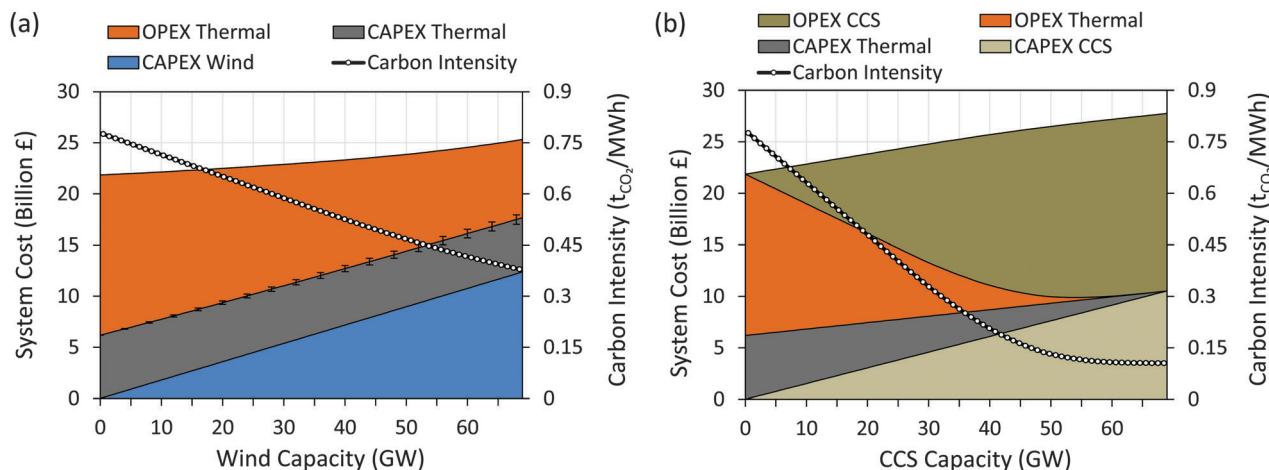 (a)
OPEX Thermal
CAPEX Thermal
CAPEX Wind
Carbon Intensity
30
25
20
15
10
5
0
System Cost (Billion £)
0.9
0.75
0.6
0.45
0.3
0.15
0
Carbon Intensity (tCO₂/MWh)
0 10 20 30 40 50 60
Wind Capacity (GW)
(b)
OPEX CCS
OPEX Thermal
CAPEX Thermal
CAPEX CCS
Carbon Intensity
30
25
20
15
10
5
0
System Cost (Billion £)
0.9
0.75
0.6
0.45
0.3
0.15
0
Carbon Intensity (tCO₂/MWh)
0 10 20 30 40 50 60
CCS Capacity (GW)